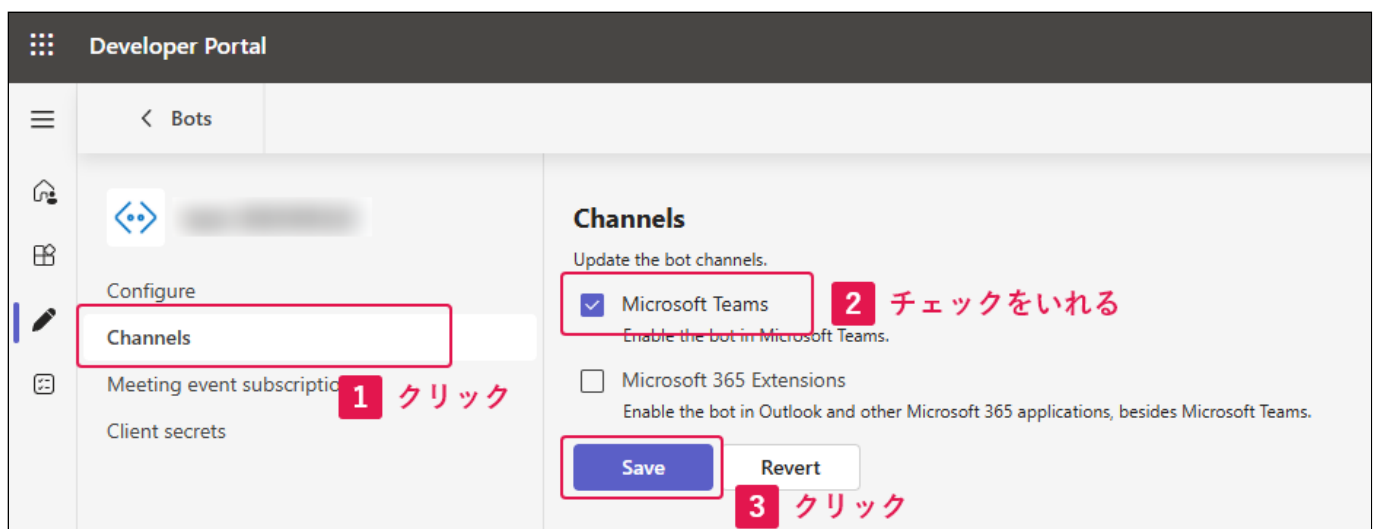 Developer Portal
Bots
Configure
Channels
Meeting event subscriptio
1 クリック
Client secrets
Channels
Update the bot channels.
Microsoft Teams
2 チェックをいれる
Enable the bot in Microsoft Teams.
Microsoft 365 Extensions
Enable the bot in Outlook and other Microsoft 365 applications, besides Microsoft Teams.
Save
Revert
3 クリック